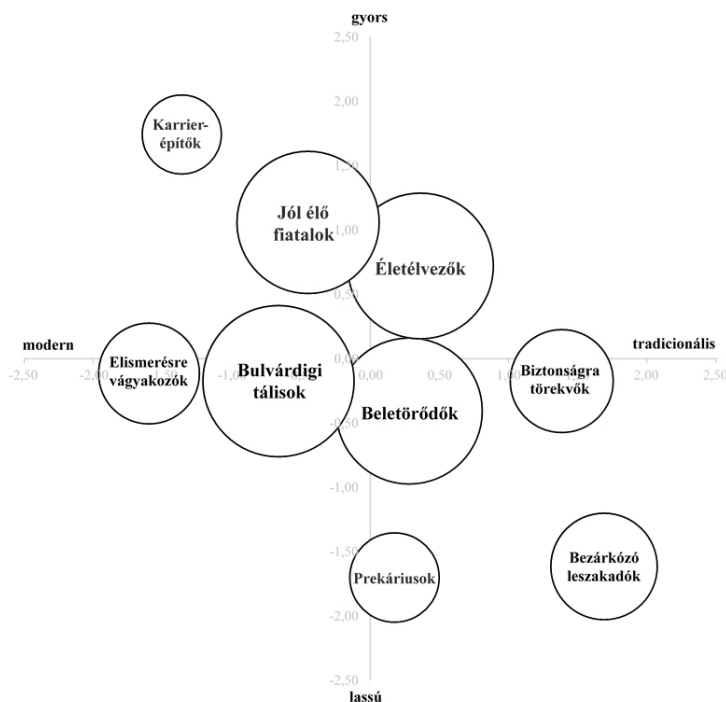 gyors
2,50
2,00
Karrier-
építők
1,50
Jól élő
fiatalok
1,00
Életélvezők
0,50
modern
tradicionális
0,00
-2,50
-2,00
-1,50
-1,00
0,00
0,50
1,00
2,00
2,50
Elismerésre
vágyakozók
Bulvárdigi
tálisok
Biztonságra
törekvők
Beletörődők
-0,50
-1,00
-1,50
Bezárkózó
leszakadók
Prekáriusok
-2,00
-2,50
lassú